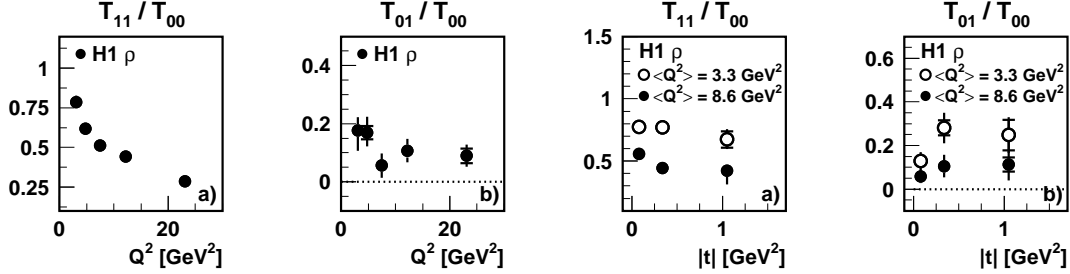 T11 / T00
H1 ρ
1
0.75
0.5
0.25
a)
0 20
Q2 [GeV2]
T01 / T00
H1 ρ
0.4
0.2
0
b)
0 20
Q2 [GeV2]
T11 / T00
H1 ρ
<Q2> = 3.3 GeV2
<Q2> = 8.6 GeV2
1.5
1
0.5
a)
0 1
|t| [GeV2]
T01 / T00
H1 ρ
<Q2> = 3.3 GeV2
<Q2> = 8.6 GeV2
0.6
0.4
0.2
0
b)
0 1
|t| [GeV2]